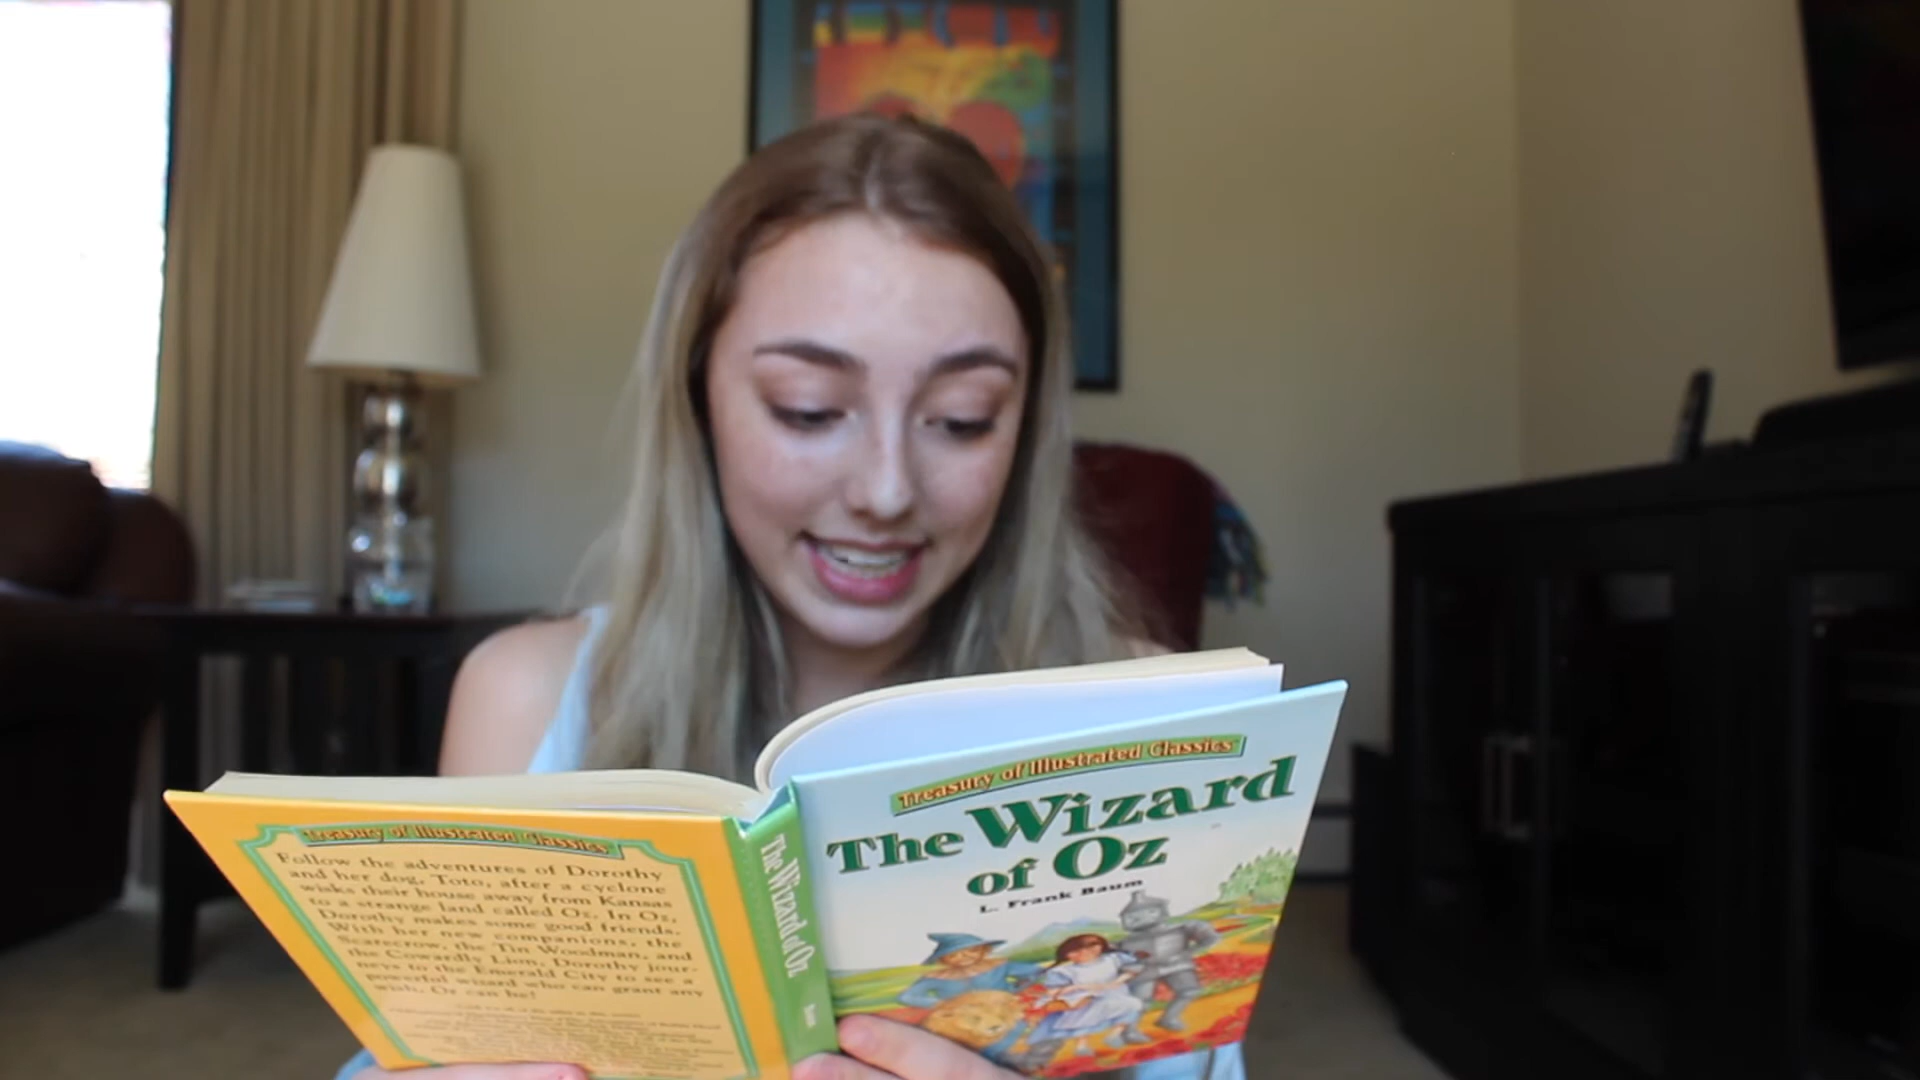 Treasury of Illustrated Classics
Follow the adventures of Dorothy
and her dog, Toto, after a cyclone
wisks their house away from Kansas
to a strange land called Oz. In Oz,
Dorothy makes some good friends.
With her new companions, the
Scarecrow, the Tin Woodman, and
the Cowardly Lion, Dorothy jour-
neys to the Emerald City to see a
powerful wizard who can grant any
wish. Or can he?
The Wizard of Oz
Treasury of Illustrated Classics™
The Wizard
of Oz
L. Frank Baum